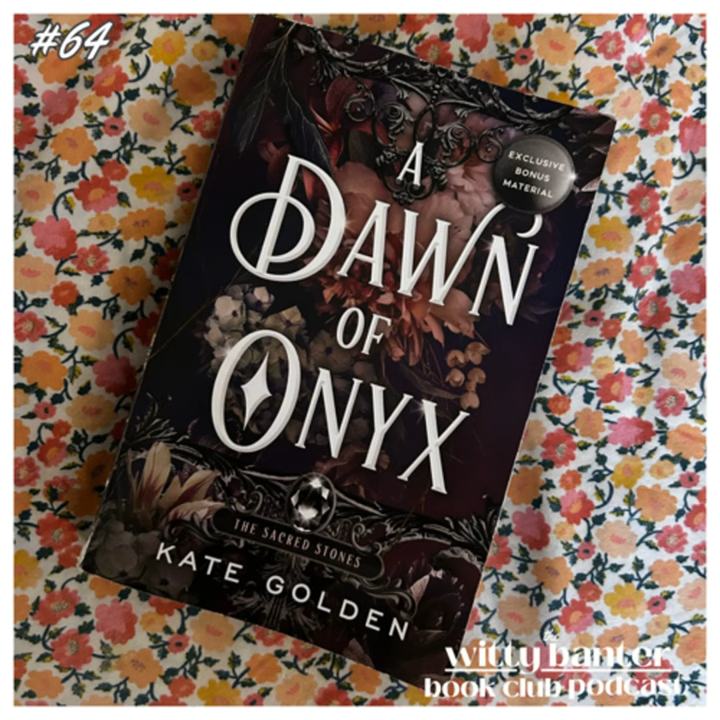 #64
EXCLUSIVE
BONUS
MATERIAL
A
DAWN
OF
ONYX
THE SACRED STONES
KATE GOLDEN
the
witty banter
book club podcast